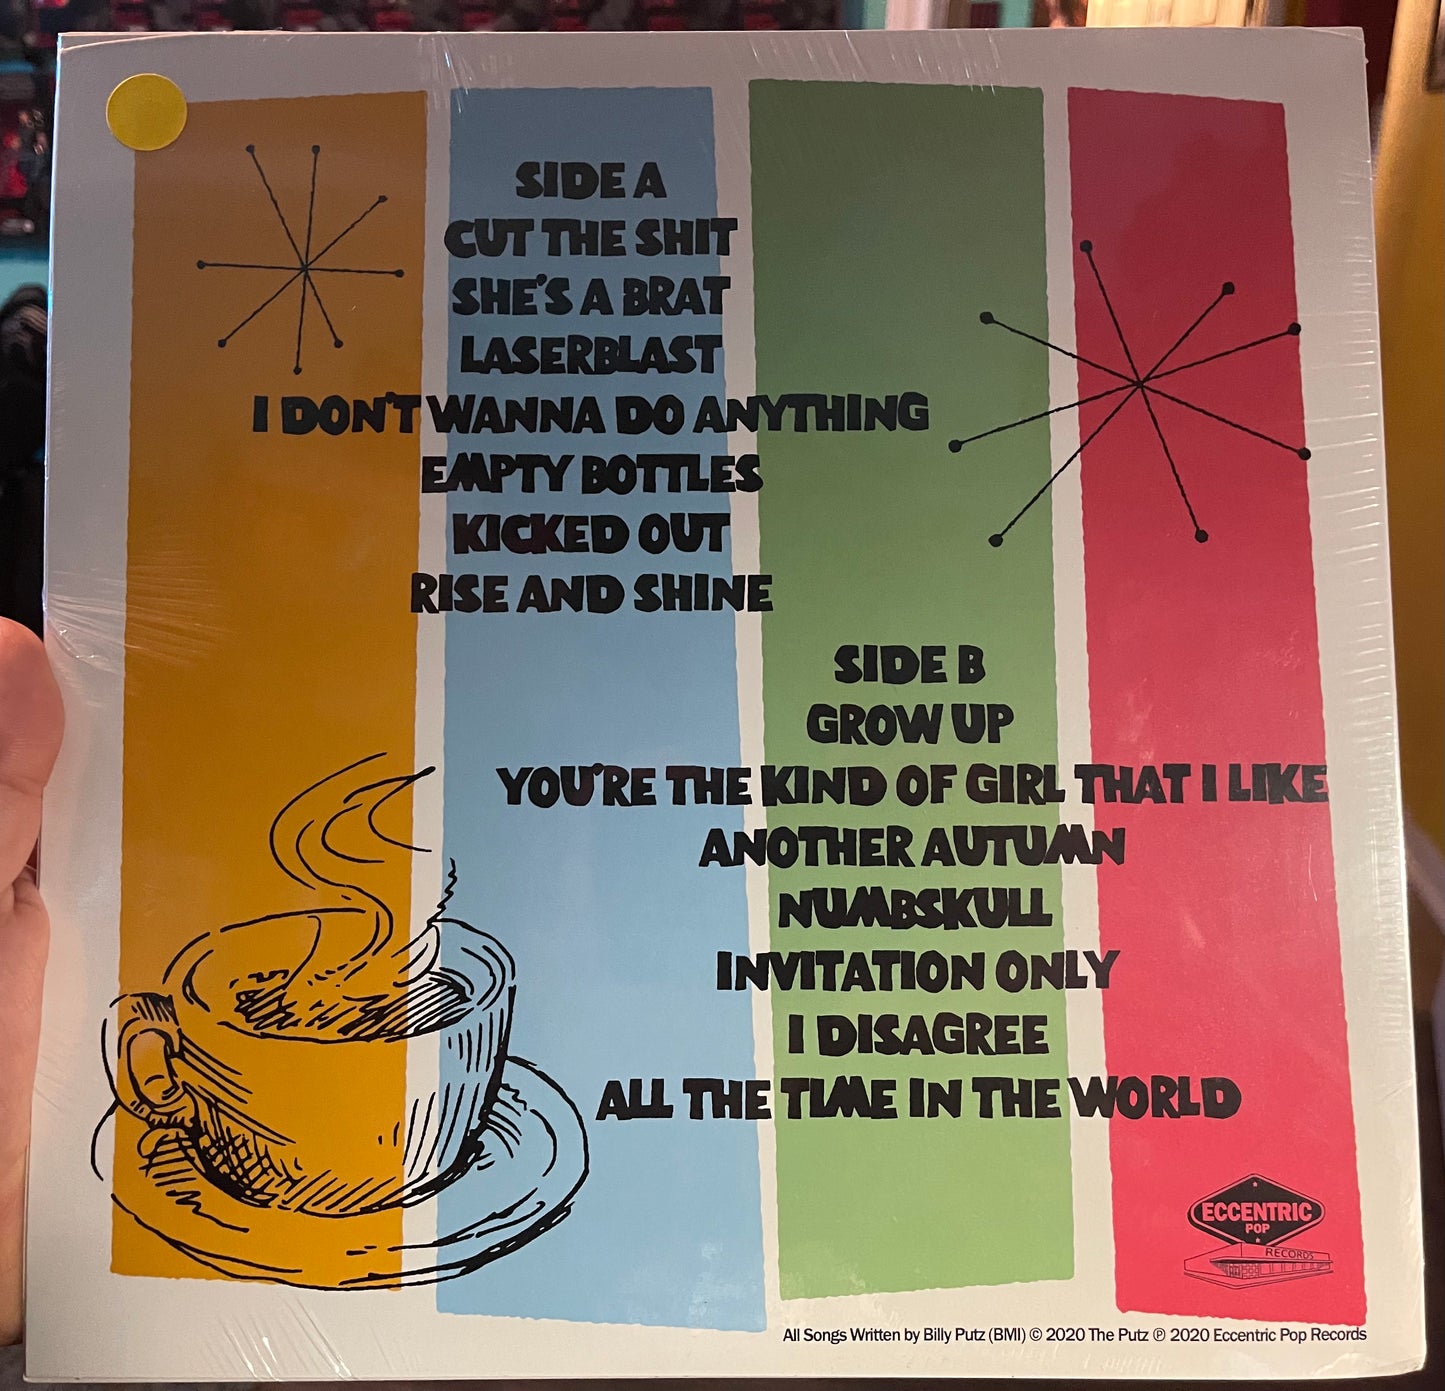 SIDE A
CUT THE SHIT
SHE'S A BRAT
LASERBLAST
I DON'T WANNA DO ANYTHING
EMPTY BOTTLES
KICKED OUT
RISE AND SHINE
SIDE B
GROW UP
YOU'RE THE KIND OF GIRL THAT I LIKE
ANOTHER AUTUMN
NUMBSKULL
INVITATION ONLY
I DISAGREE
ALL THE TIME IN THE WORLD
ECCENTRIC
POP
RECORDS
All Songs Written by Billy Putz (BMI) © 2020 The Putz ℗ 2020 Eccentric Pop Records